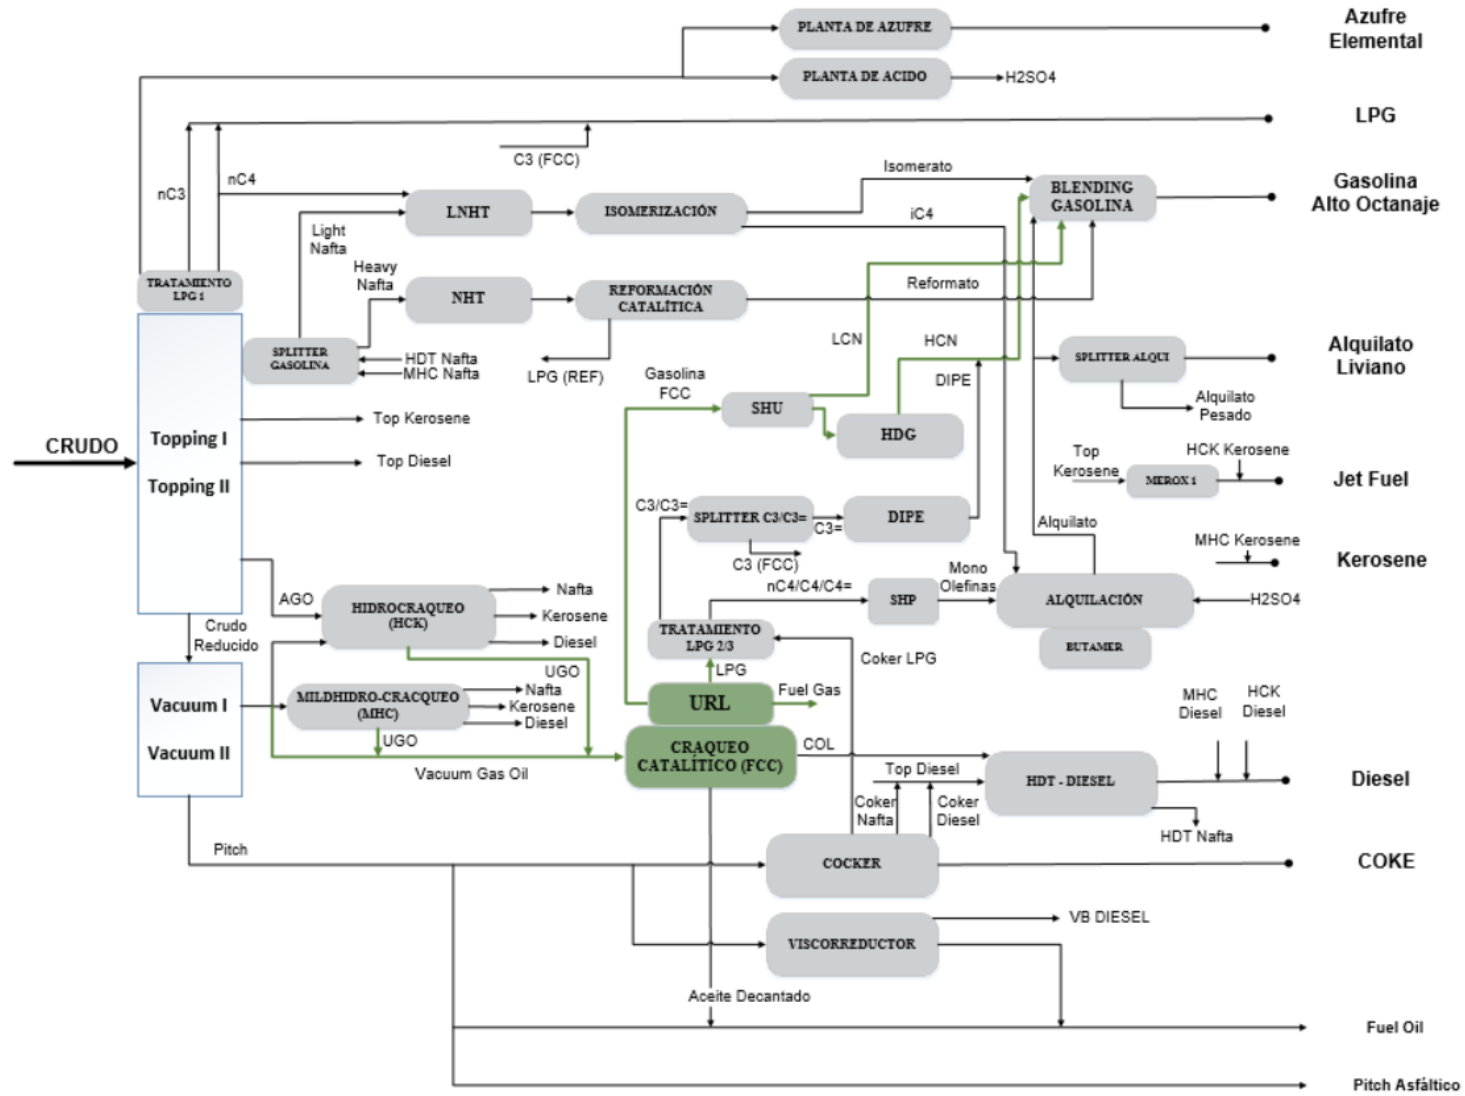 PLANTA DE AZUFRE
Azufre
Elemental
PLANTA DE ACIDO
H2SO4
LPG
C3 (FCC)
nC3
nC4
Isomerato
LNHT
ISOMERIZACIÓN
BLENDING
GASOLINA
Gasolina
Alto Octanaje
iC4
Light
Nafta
Heavy
Nafta
TRATAMIENTO
LPG 1
NHT
REFORMACIÓN
CATALÍTICA
Reformato
SPLITTER
GASOLINA
HDT Nafta
MHC Nafta
LPG (REF)
LCN
HCN
DIPE
SPLITTER ALQUI
Alquilato
Liviano
Alquilato
Pesado
Gasolina
FCC
SHU
HDG
Top Kerosene
Top Diesel
CRUDO
Topping I
Topping II
Top
Kerosene
HCK Kerosene
MEROX 1
Jet Fuel
C3/C3=
SPLITTER C3/C3=
C3=
DIPE
C3 (FCC)
Alquilato
MHC Kerosene
Kerosene
nC4/C4/C4=
SHP
Mono
Olefinas
ALQUILACIÓN
H2SO4
BUTAMER
AGO
HIDROCRAQUEO
(HCK)
Nafta
Kerosene
Diesel
Crudo
Reducido
TRATAMIENTO
LPG 2/3
Coker LPG
LPG
UGO
Vacuum I
Vacuum II
MILDHIDRO-CRACQUEO
(MHC)
Nafta
Kerosene
Diesel
UGO
Vacuum Gas Oil
URL
Fuel Gas
CRAQUEO
CATALÍTICO (FCC)
COL
MHC
Diesel
HCK
Diesel
Top Diesel
HDT - DIESEL
Diesel
Coker
Nafta
Coker
Diesel
HDT Nafta
Pitch
COCKER
COKE
VISCORREDUCTOR
VB DIESEL
Aceite Decantado
Fuel Oil
Pitch Asfáltico